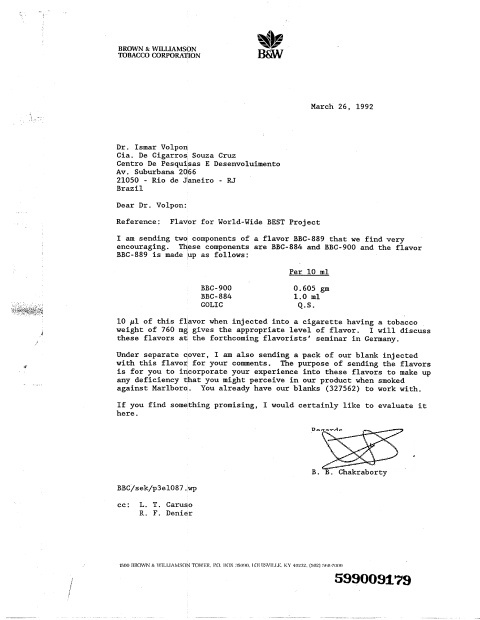 BROWN & WILLIAMSON
TOBACCO CORPORATION
B&W
March 26, 1992
Dr. Ismar Volpon
Cia. De Cigarros Souza Cruz
Centro De Pesquisas E Desenvoluimento
Av. Suburbana 2066
21050 - Rio de Janeiro - RJ
Brazil
Dear Dr. Volpon:
Reference: Flavor for World-Wide BEST Project
I am sending two components of a flavor BBC-889 that we find very
encouraging. These components are BBC-884 and BBC-900 and the flavor
BBC-889 is made up as follows:
Per 10 ml
BBC-900 0.605 gm
BBC-884 1.0 ml
COLIC Q.S.
10 µl of this flavor when injected into a cigarette having a tobacco
weight of 760 mg gives the appropriate level of flavor. I will discuss
these flavors at the forthcoming flavorists' seminar in Germany.
Under separate cover, I am also sending a pack of our blank injected
with this flavor for your comments. The purpose of sending the flavors
is for you to incorporate your experience into these flavors to make up
any deficiency that you might perceive in our product when smoked
against Marlboro. You already have our blanks (327562) to work with.
If you find something promising, I would certainly like to evaluate it
here.
Regards
B. B. Chakraborty
BBC/sek/p3e1087.wp
cc: L. T. Caruso
R. F. Denier
1500 BROWN & WILLIAMSON TOWER, P.O. BOX 35090, LOUISVILLE, KY 40232, (502) 568-7000
599009179